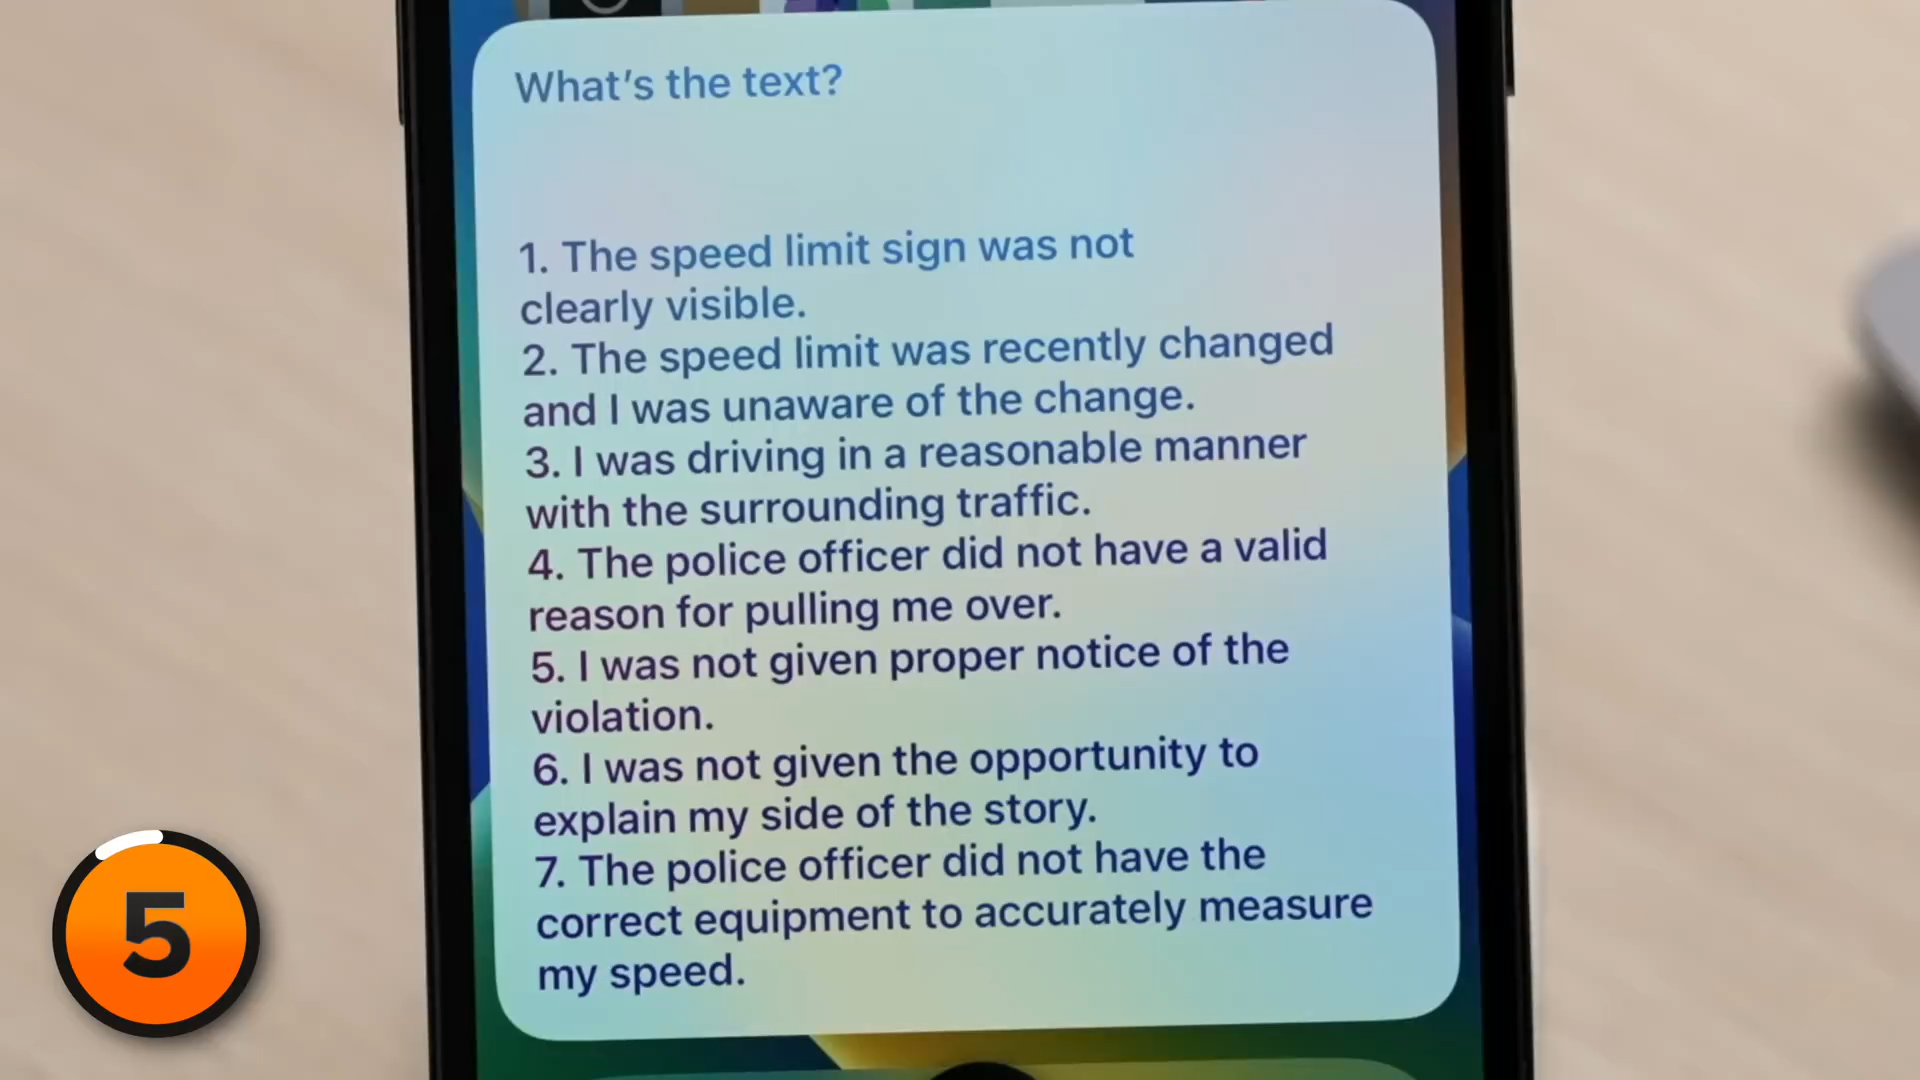 What's the text?
1. The speed limit sign was not
clearly visible.
2. The speed limit was recently changed
and I was unaware of the change.
3. I was driving in a reasonable manner
with the surrounding traffic.
4. The police officer did not have a valid
reason for pulling me over.
5. I was not given proper notice of the
violation.
6. I was not given the opportunity to
explain my side of the story.
7. The police officer did not have the
correct equipment to accurately measure
my speed.
5